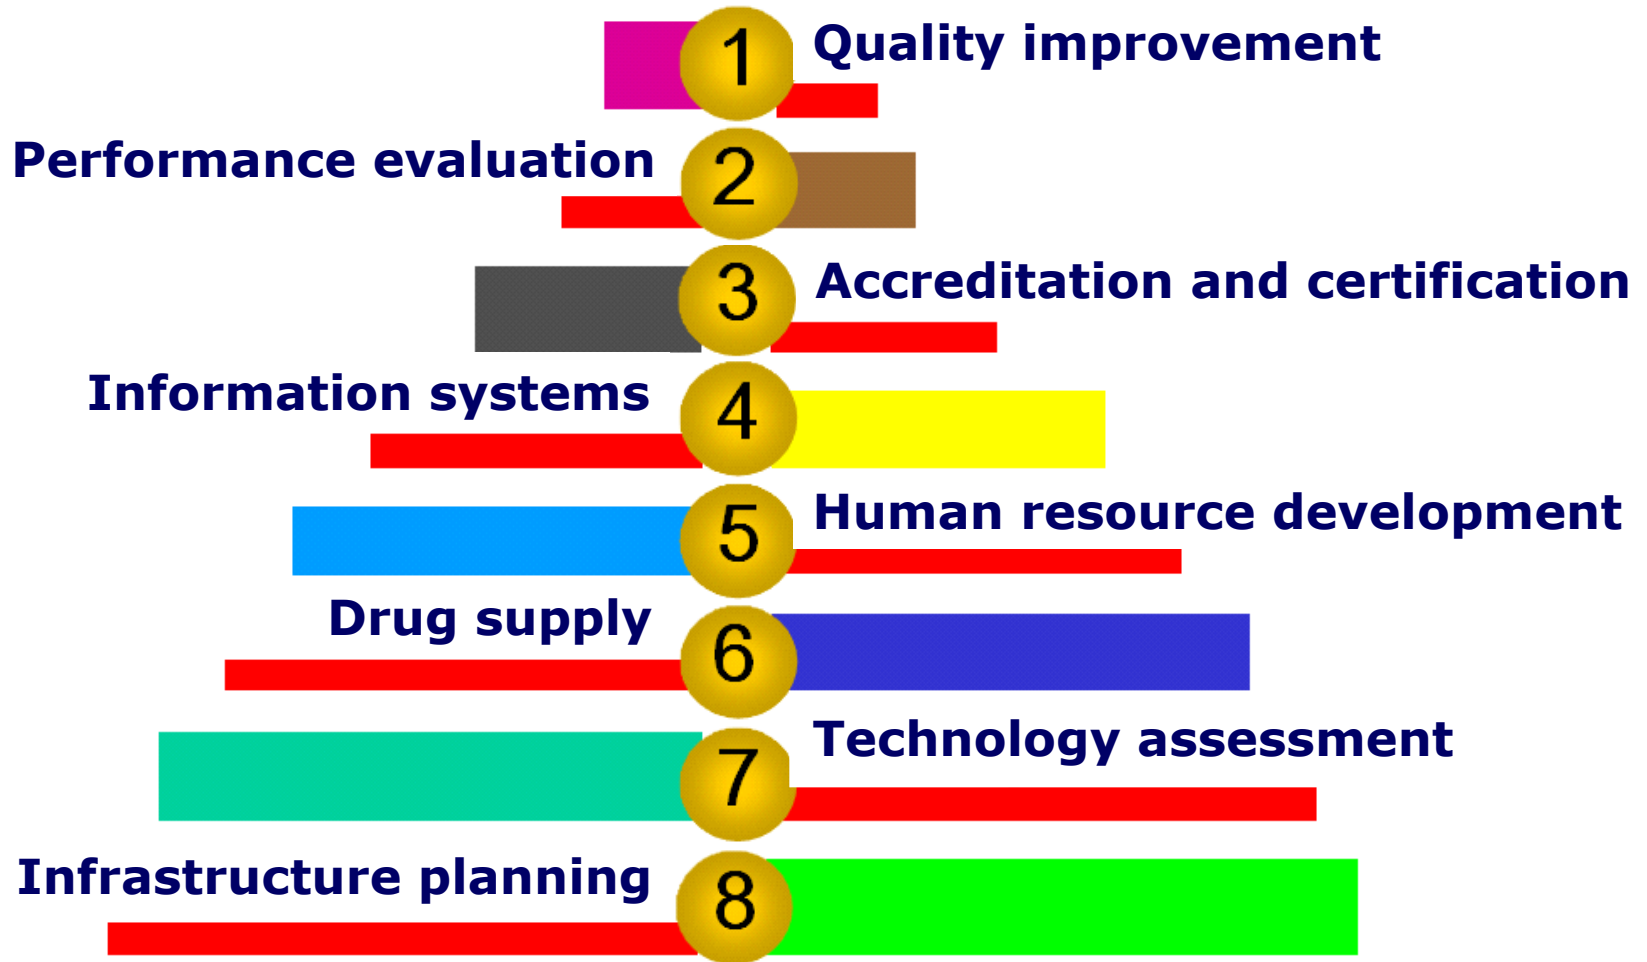 1 Quality improvement
Performance evaluation 2
3 Accreditation and certification
Information systems 4
5 Human resource development
Drug supply 6
7 Technology assessment
Infrastructure planning 8